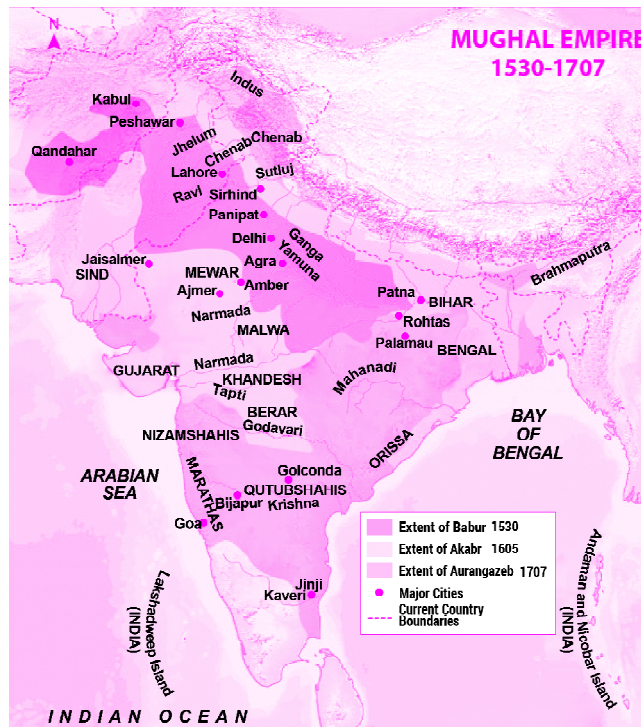 N
MUGHAL EMPIRE
1530-1707
Indus
Kabul
Peshawar
Jhelum
Chenab
Chenab
Qandahar
Lahore
Sutluj
Ravi
Sirhind
Panipat
Delhi
Ganga
Yamuna
Jaisalmer
SIND
MEWAR
Agra
Amber
Ajmer
Brahmaputra
Patna
BIHAR
Narmada
Rohtas
MALWA
Palamau
BENGAL
Narmada
Mahanadi
GUJARAT
KHANDESH
Tapti
BERAR
Godavari
NIZAMSHAHIS
ORISSA
BAY
OF
BENGAL
ARABIAN
SEA
MARATHAS
Golconda
QUTUBSHAHIS
Bijapur
Krishna
Goa
Jinji
Kaveri
Extent of Babur 1530
Extent of Akabr 1605
Extent of Aurangazeb 1707
Major Cities
Current Country
Boundaries
Lakshadweep Island
(INDIA)
Andaman and Nicobar Island
(INDIA)
INDIAN OCEAN